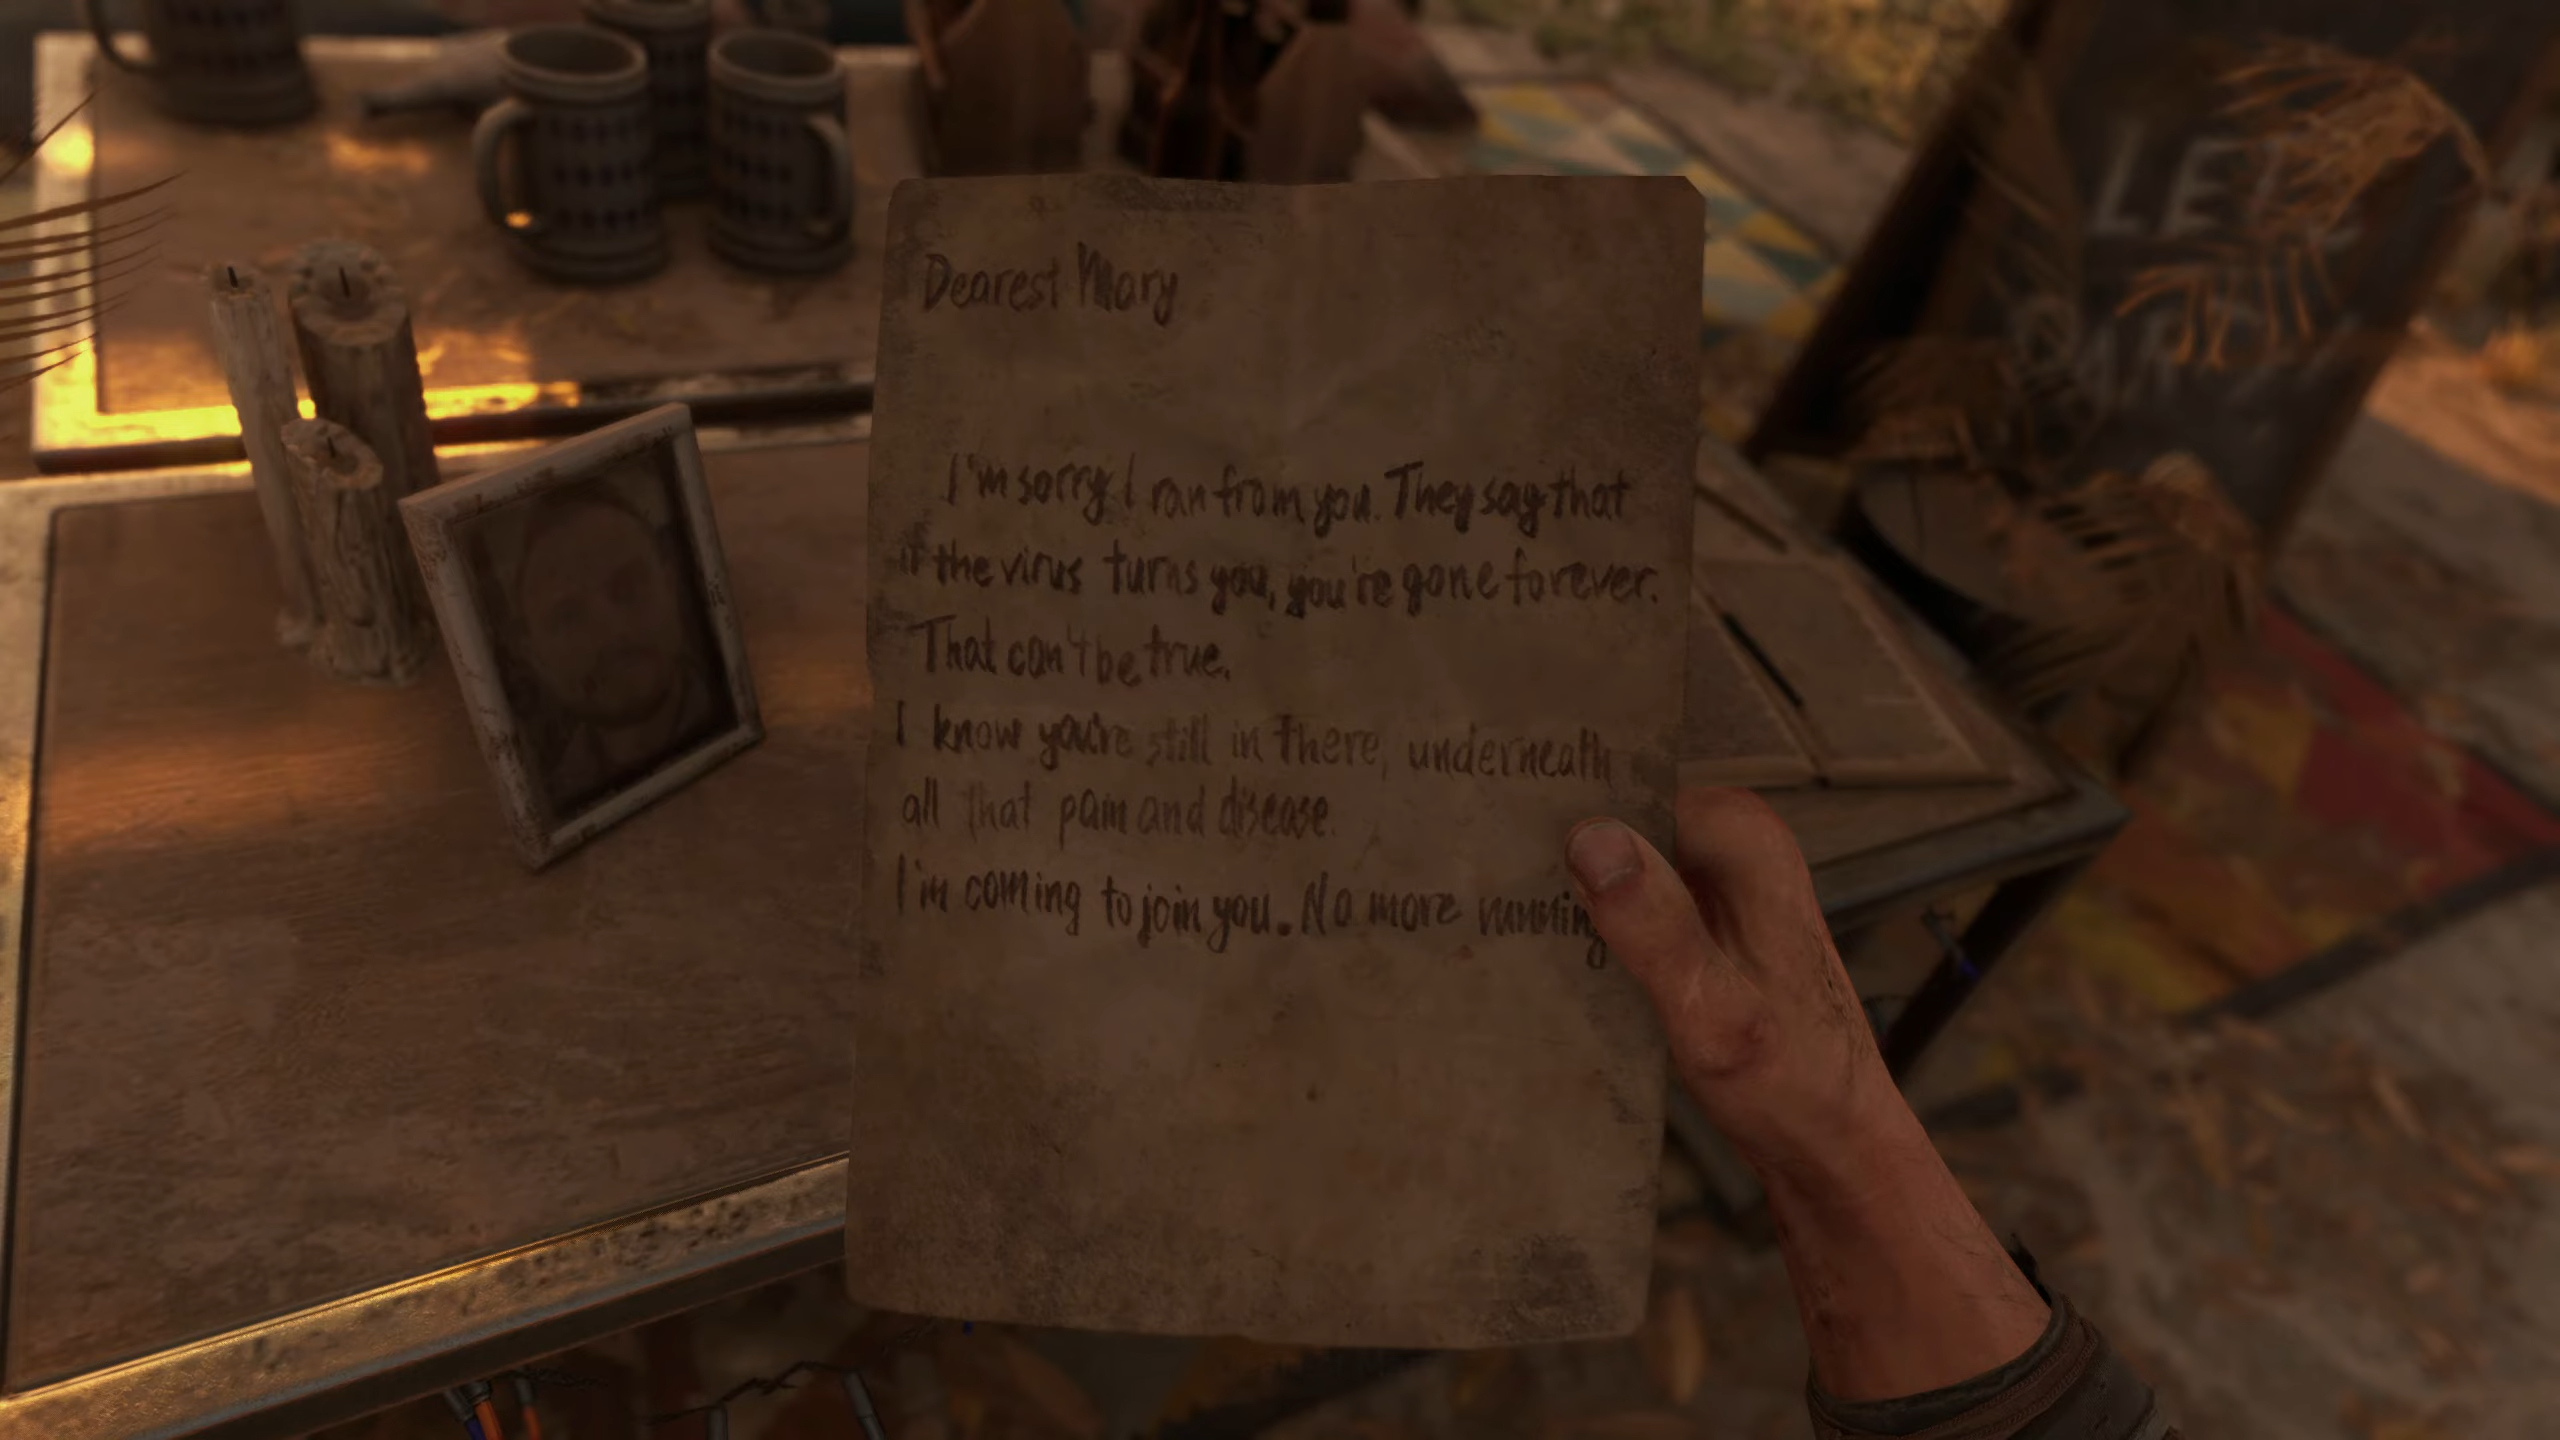 Dearest Mary
I'm sorry I ran from you. They say that
if the virus turns you, you're gone forever.
That can't be true.
I know you're still in there, underneath
all that pain and disease.
I'm coming to join you. No more running